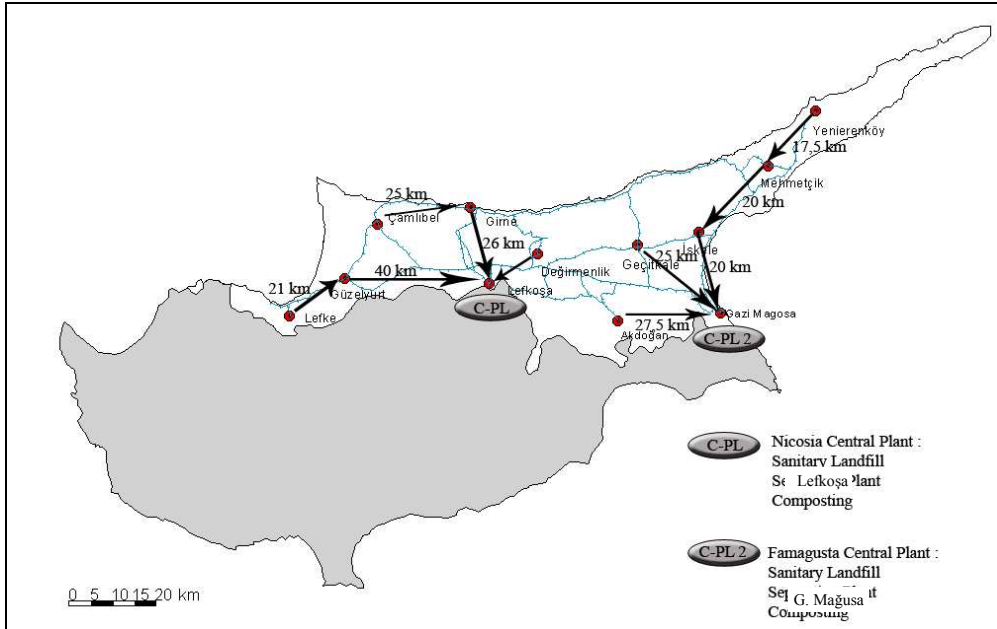 Yenierenköy
17,5 km
Mehmetçik
20 km
25 km
Çamlıbel
Girne
26 km
İskele
25 km
Geçitkale
20 km
Değirmenlik
40 km
Lefkoşa
21 km
Güzelyurt
C-PL
Lefke
Gazi Magosa
27,5 km
Akdoğan
C-PL 2
C-PL
Nicosia Central Plant :
Sanitary Landfill
Lefkoşa Plant
Composting
C-PL 2
Famagusta Central Plant :
Sanitary Landfill
G. Mağusa
Composting
0 5 10 15 20 km